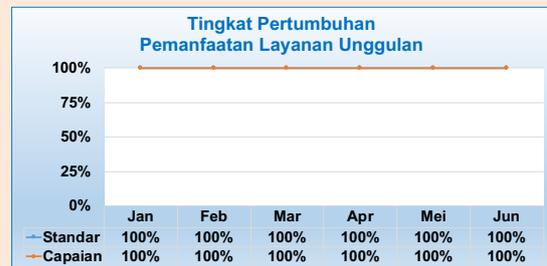 Tingkat Pertumbuhan
Pemanfaatan Layanan Unggulan
100%
75%
50%
25%
0%
Jan Feb Mar Apr Mei Jun
Standar 100% 100% 100% 100% 100% 100%
Capaian 100% 100% 100% 100% 100% 100%